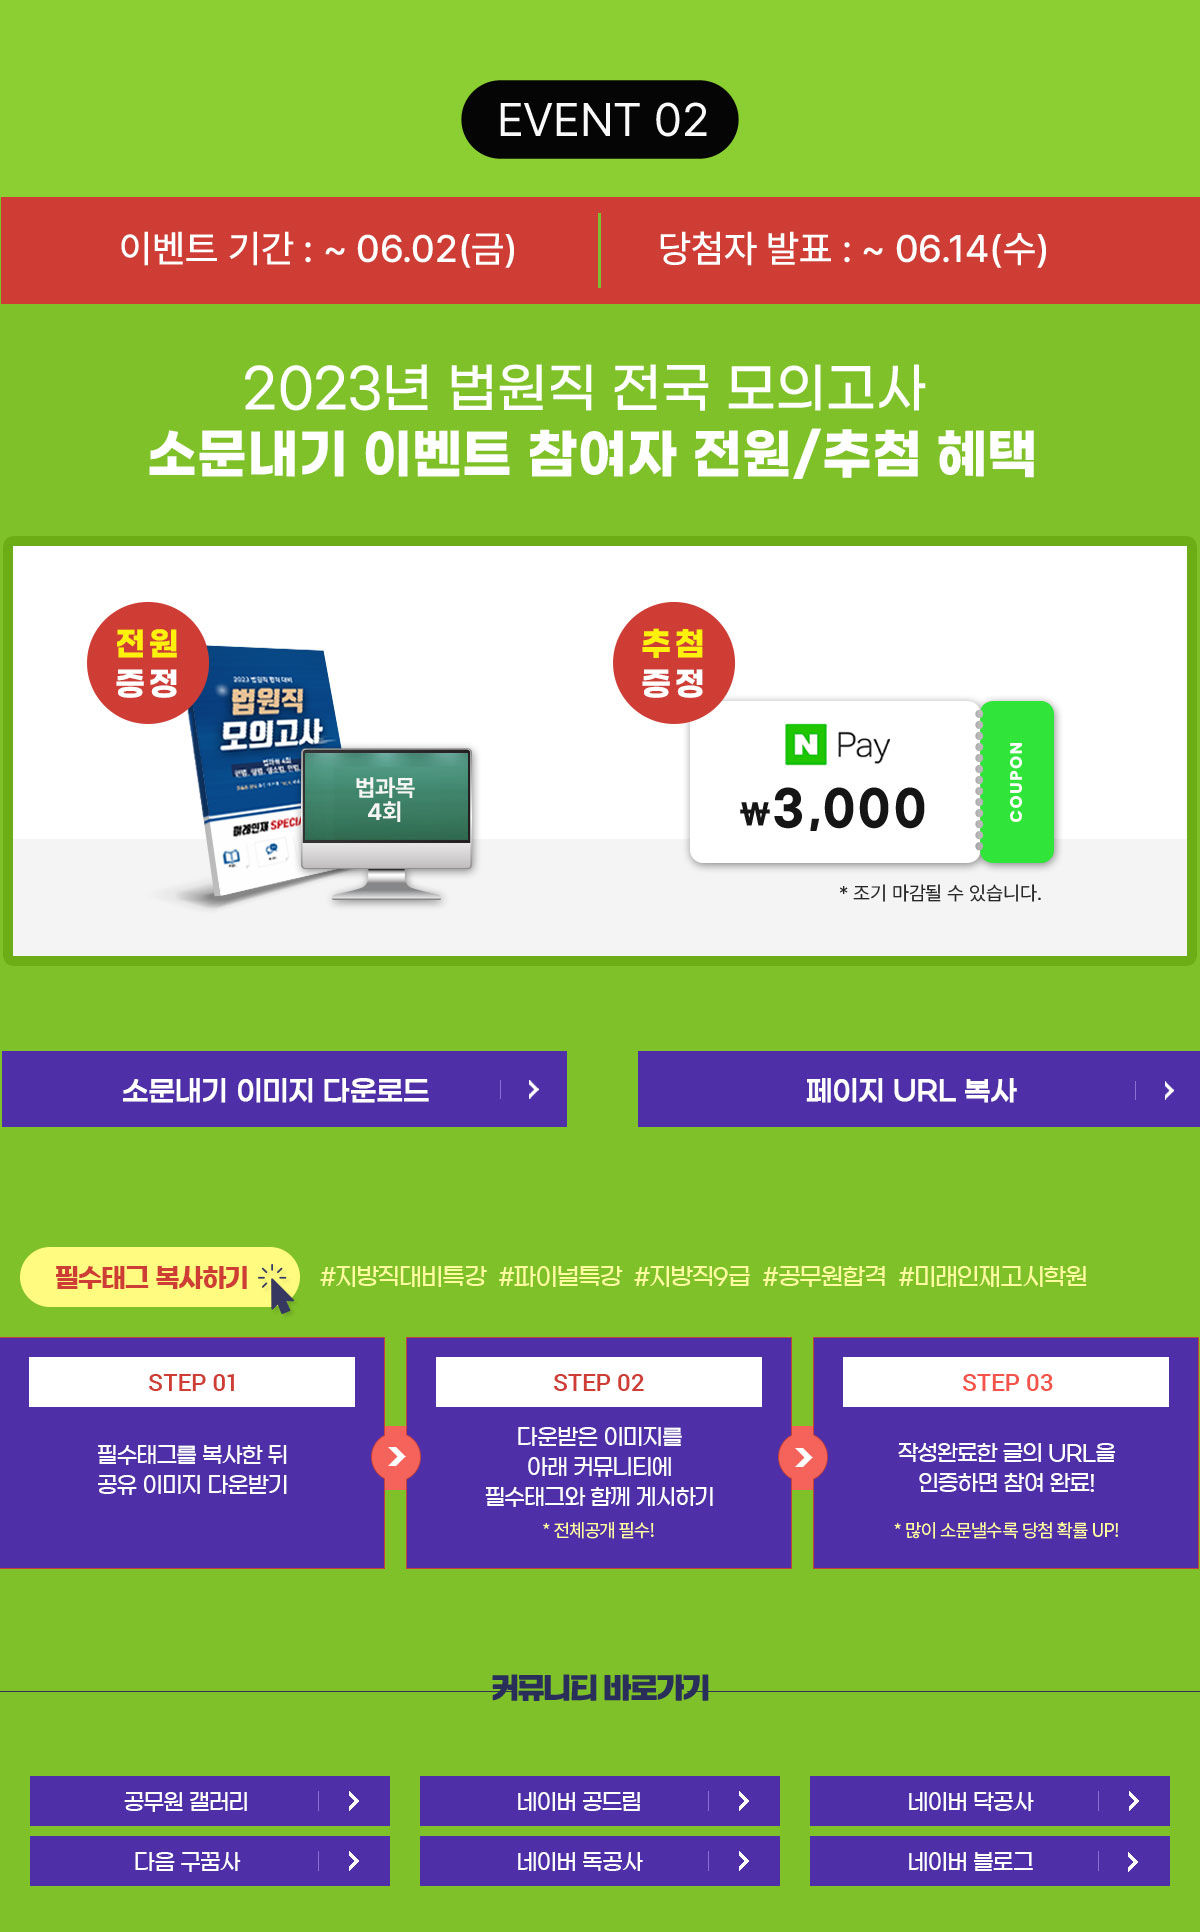 EVENT 02
이벤트 기간 : ~ 06.02(금)
당첨자 발표 : ~ 06.14(수)
2023년 법원직 전국 모의고사
소문내기 이벤트 참여자 전원/추첨 혜택
전원
증정
법원직
모의고사
법과목 4회
미래인재 SPECIA
법과목
4회
추첨
증정
N Pay
₩3,000
COUPON
* 조기 마감될 수 있습니다.
소문내기 이미지 다운로드
페이지 URL 복사
필수태그 복사하기
#지방직대비특강 #파이널특강 #지방직9급 #공무원합격 #미래인재고시학원
STEP 01
필수태그를 복사한 뒤
공유 이미지 다운받기
STEP 02
다운받은 이미지를
아래 커뮤니티에
필수태그와 함께 게시하기
* 전체공개 필수!
STEP 03
작성완료한 글의 URL을
인증하면 참여 완료!
* 많이 소문낼수록 당첨 확률 UP!
커뮤니티 바로가기
공무원 갤러리
네이버 공드림
네이버 닥공사
다음 구꿈사
네이버 독공사
네이버 블로그